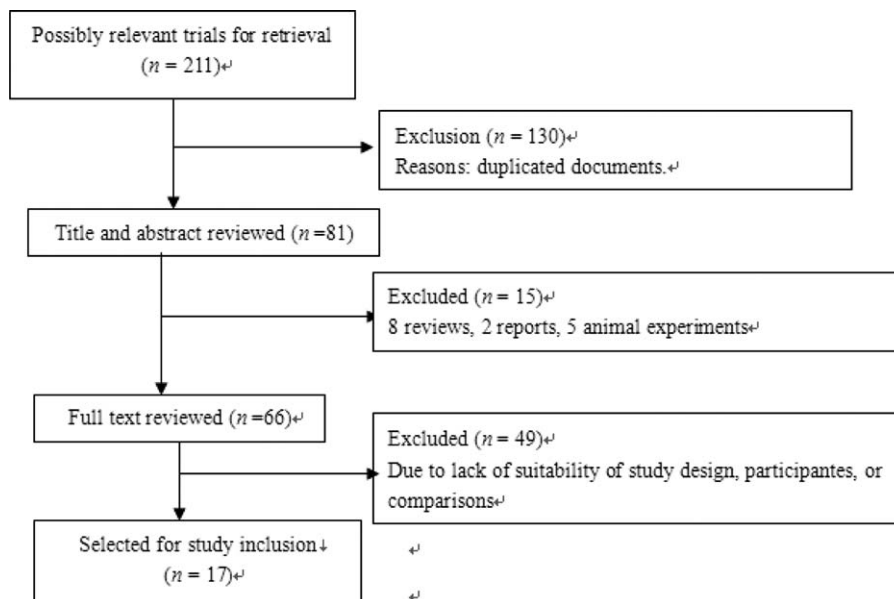 Possibly relevant trials for retrieval
(n = 211)↵
Exclusion (n = 130)↵
Reasons: duplicated documents.↵
Title and abstract reviewed (n =81)
Excluded (n = 15)↵
8 reviews, 2 reports, 5 animal experiments↵
Full text reviewed (n =66)↵
Excluded (n = 49)↵
Due to lack of suitability of study design, participantes, or
comparisons↵
Selected for study inclusion↓
(n = 17)↵
↵
↵